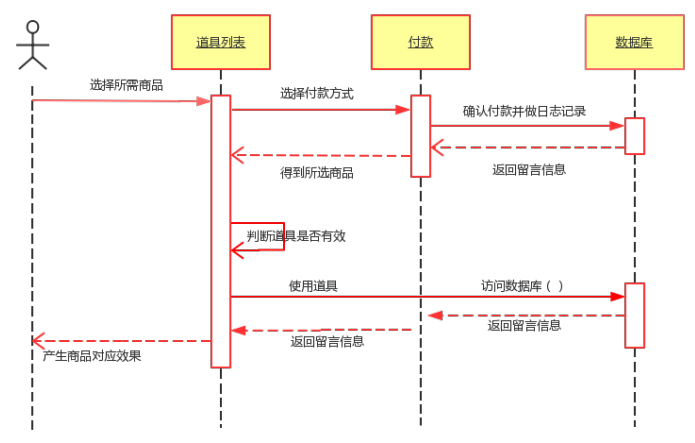 道具列表
付款
数据库
选择所需商品
选择付款方式
确认付款并做日志记录
返回留言信息
得到所选商品
判断道具是否有效
使用道具
访问数据库（ ）
返回留言信息
返回留言信息
产生商品对应效果